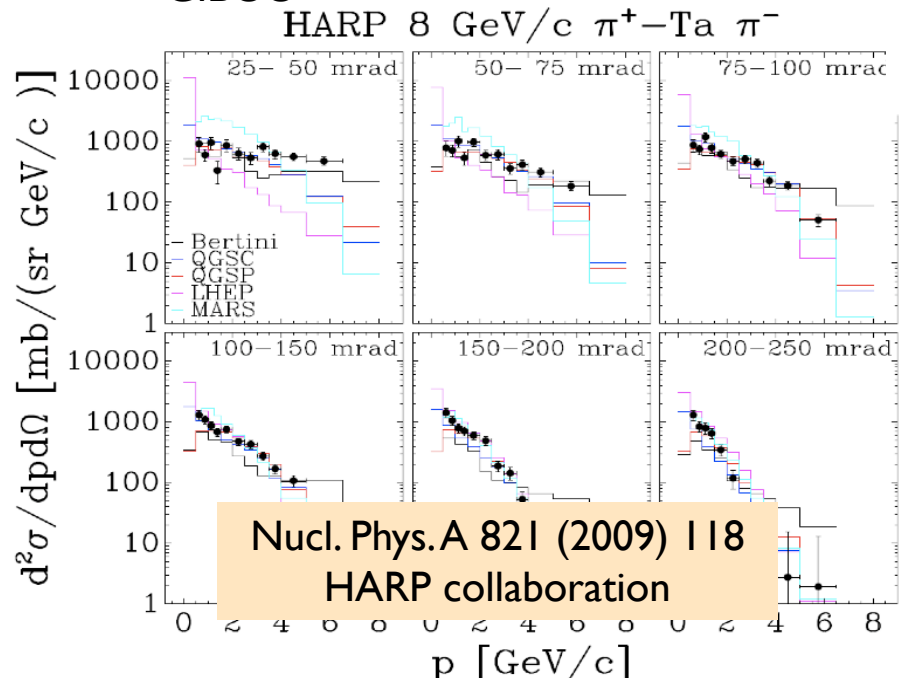 HARP 8 GeV/c π⁺−Ta π⁻
d²σ/dpdΩ [mb/(sr GeV/c )]
25− 50 mrad
50− 75 mrad
75−100 mrad
10000
1000
100
10
1
Bertini
QGSC
QGSP
LHEP
MARS
100−150 mrad
150−200 mrad
200−250 mrad
10000
1000
100
10
1
Nucl. Phys. A 821 (2009) 118
HARP collaboration
0 2 4 6 8 0 2 4 6 8 0 2 4 6 8
p [GeV/c]